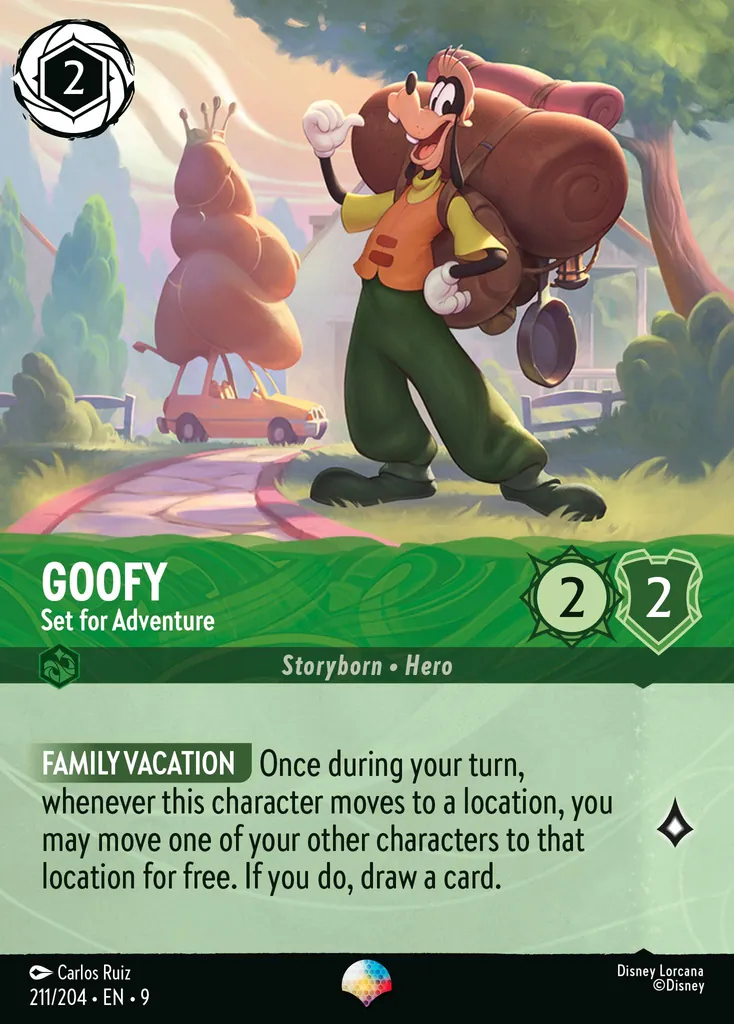 2
GOOFY
Set for Adventure
2
2
Storyborn • Hero
FAMILY VACATION Once during your turn,
whenever this character moves to a location, you
may move one of your other characters to that
location for free. If you do, draw a card.
Carlos Ruiz
211/204 • EN • 9
Disney Lorcana
©Disney